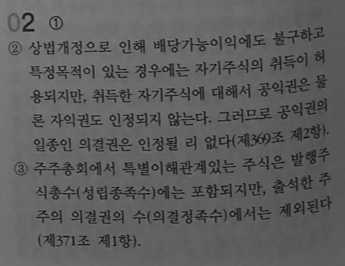 02 ①
② 상법개정으로 인해 배당가능이익에도 불구하고
특정목적이 있는 경우에는 자기주식의 취득이 허
용되지만, 취득한 자기주식에 대해서 공익권은 물
론 자익권도 인정되지 않는다. 그러므로 공익권의
일종인 의결권은 인정될 리 없다(제369조 제2항).
③ 주주총회에서 특별이해관계있는 주식은 발행주
식총수(성립종족수)에는 포함되지만, 출석한 주
주의 의결권의 수(의결정족수)에서는 제외된다
(제371조 제1항).